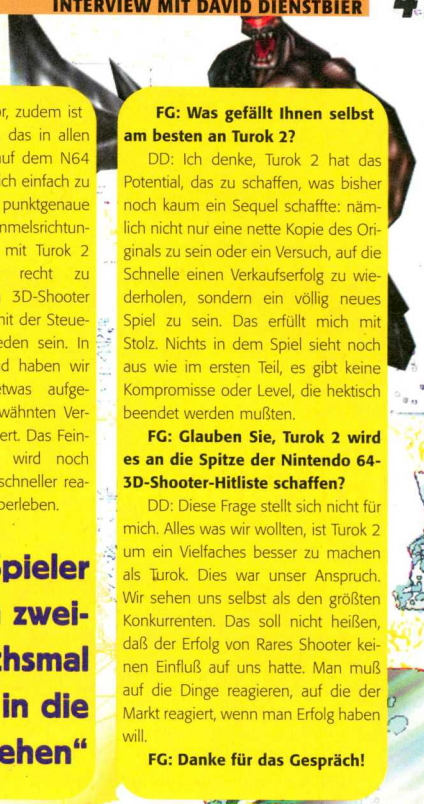 INTERVIEW MIT DAVID DIENSTBIER
4
zudem ist
das in allen
auf dem N64
ich einfach zu
punktgenaue
mmelsrichtun-
mit Turok 2
recht zu
3D-Shooter
mit der Steue-
eden sein. In
d haben wir
etwas aufge-
wähnten Ver-
ert. Das Fein-
wird noch
schneller rea-
berleben.
Spieler
zwei-
chsmal
in die
ehen“
FG: Was gefällt Ihnen selbst
am besten an Turok 2?
DD: Ich denke, Turok 2 hat das
Potential, das zu schaffen, was bisher
noch kaum ein Sequel schaffte: näm-
lich nicht nur eine nette Kopie des Ori-
ginals zu sein oder ein Versuch, auf die
Schnelle einen Verkaufserfolg zu wie-
derholen, sondern ein völlig neues
Spiel zu sein. Das erfüllt mich mit
Stolz. Nichts in dem Spiel sieht noch
aus wie im ersten Teil, es gibt keine
Kompromisse oder Level, die hektisch
beendet werden mußten.
FG: Glauben Sie, Turok 2 wird
es an die Spitze der Nintendo 64-
3D-Shooter-Hitliste schaffen?
DD: Diese Frage stellt sich nicht für
mich. Alles was wir wollten, ist Turok 2
um ein Vielfaches besser zu machen
als Turok. Dies war unser Anspruch.
Wir sehen uns selbst als den größten
Konkurrenten. Das soll nicht heißen,
daß der Erfolg von Rares Shooter kei-
nen Einfluß auf uns hatte. Man muß
auf die Dinge reagieren, auf die der
Markt reagiert, wenn man Erfolg haben
will.
FG: Danke für das Gespräch!